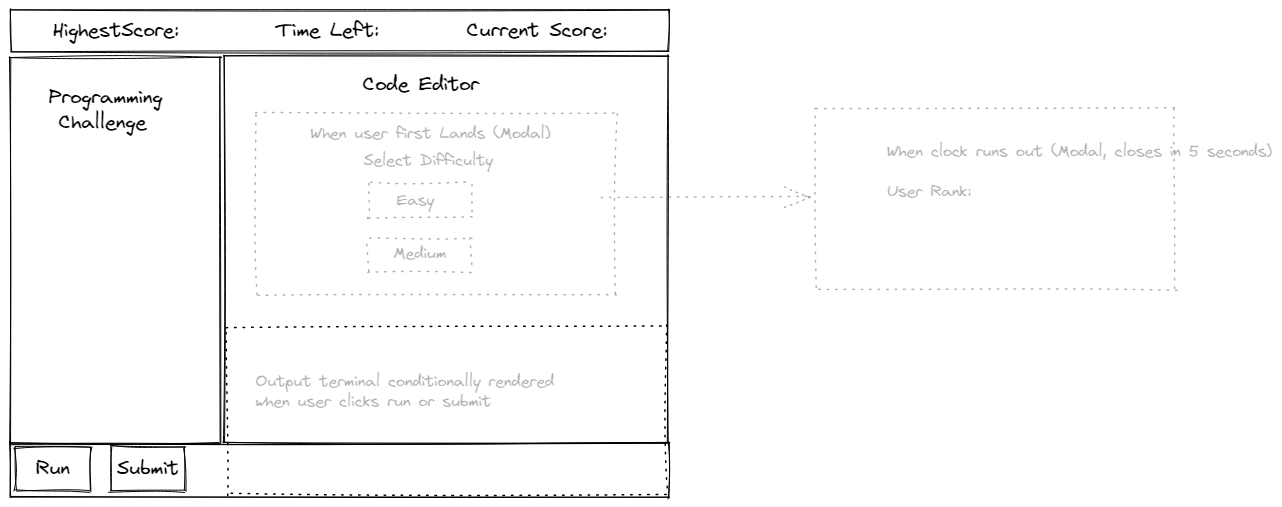 HighestScore:
Time Left:
Current Score:
Programming
Challenge
Code Editor
When user first Lands (Modal)
Select Difficulty
Easy
Medium
When clock runs out (Modal, closes in 5 seconds)
User Rank:
Output terminal conditionally rendered
when user clicks run or submit
Run
Submit